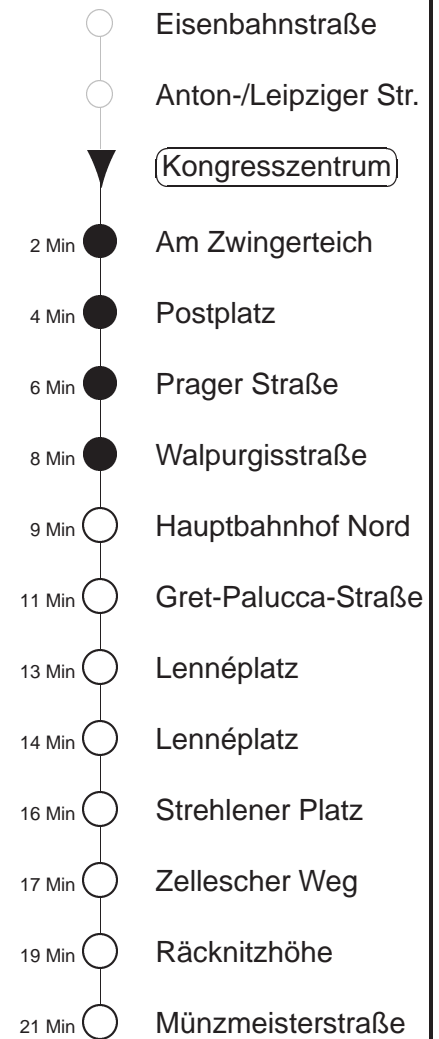 Eisenbahnstraße
Anton-/Leipziger Str.
Kongresszentrum
2 Min Am Zwingerteich
4 Min Postplatz
6 Min Prager Straße
8 Min Walpurgisstraße
9 Min Hauptbahnhof Nord
11 Min Gret-Palucca-Straße
13 Min Lennéplatz
14 Min Lennéplatz
16 Min Strehlener Platz
17 Min Zellescher Weg
19 Min Räcknitzhöhe
21 Min Münzmeisterstraße